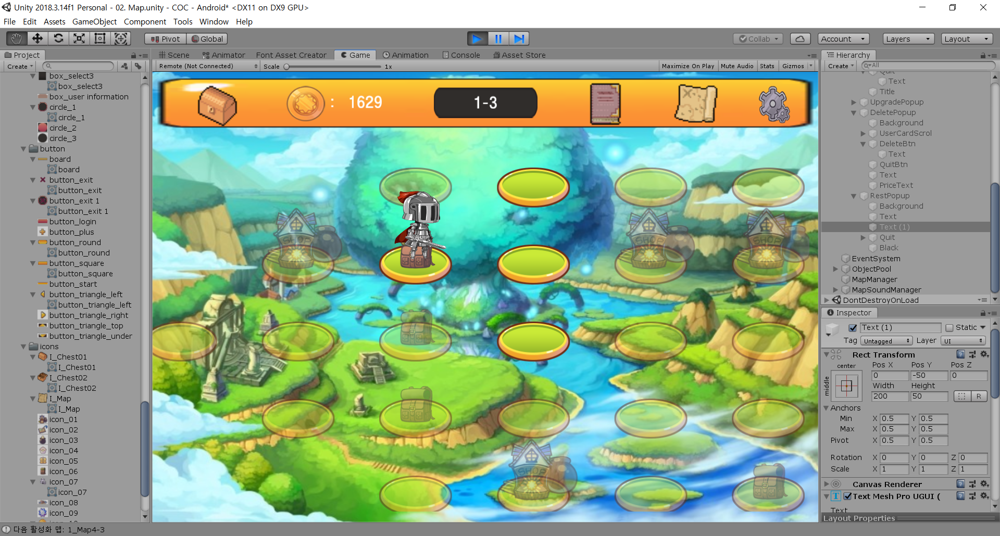 Unity 2018.3.14f1 Personal - 02. Map.unity - COC - Android* <DX11 on DX9 GPU>
File Edit Assets GameObject Component Tools Window Help
Pivot Global Collab Account Layers Layout
Project
Create
box_select3
box_select3
box_user information
circle_1
circle_1
circle_2
circle_3
button
board
board
button_exit
button_exit
button_exit 1
button_exit 1
button_login
button_plus
button_round
button_round
button_square
button_square
button_start
button_triangle_left
button_triangle_left
button_triangle_right
button_triangle_top
button_triangle_under
icons
I_Chest01
I_Chest01
I_Chest02
I_Chest02
I_Map
I_Map
icon_01
icon_02
icon_03
icon_04
icon_05
icon_06
icon_07
icon_07
icon_08
icon_09
Scene Animator Font Asset Creator Game Animation Console Asset Store
Remote (Not Connected) Scale 1x Maximize On Play Mute Audio Stats Gizmos
: 1629 1-3
SHOP
SHOP
SHOP
SHOP
Hierarchy
Create All
Quit
Text
Title
UpgradePopup
DeletePopup
Background
UserCardScrol
DeleteBtn
Text
QuitBtn
Text
PriceText
RestPopup
Background
Text
Text (1)
Quit
Black
EventSystem
ObjectPool
MapManager
MapSoundManager
DontDestroyOnLoad
Inspector
Text (1) Static
Tag Untagged Layer UI
Rect Transform
center Pos X Pos Y Pos Z
0 -50 0
middle Width Height
200 50 R
Anchors
Min X 0.5 Y 0.5
Max X 0.5 Y 0.5
Pivot X 0.5 Y 0.5
Rotation X 0 Y 0 Z 0
Scale X 1 Y 1 Z 1
Canvas Renderer
Text Mesh Pro UGUI (
Text
Layout Properties
다음 활성화 맵: 1_Map4-3